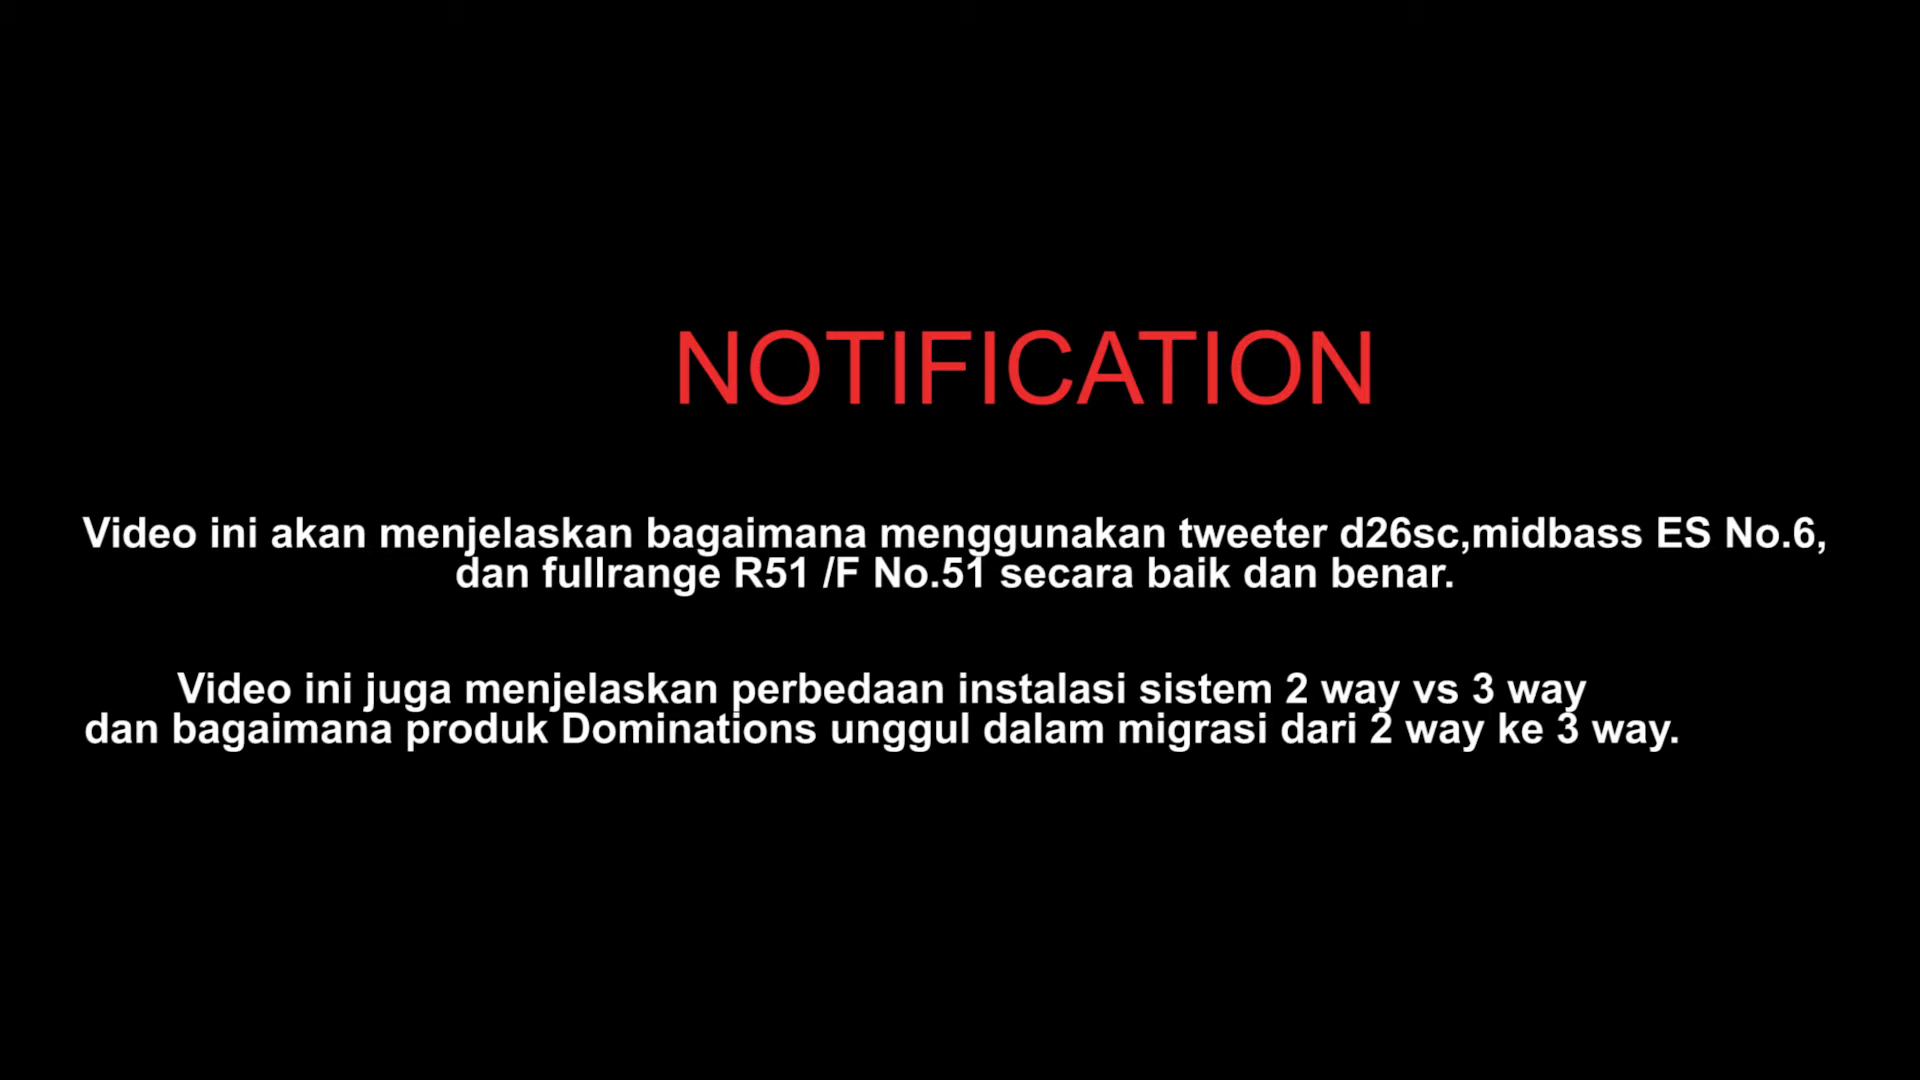 NOTIFICATION
Video ini akan menjelaskan bagaimana menggunakan tweeter d26sc,midbass ES No.6,
dan fullrange R51 /F No.51 secara baik dan benar.
Video ini juga menjelaskan perbedaan instalasi sistem 2 way vs 3 way
dan bagaimana produk Dominations unggul dalam migrasi dari 2 way ke 3 way.